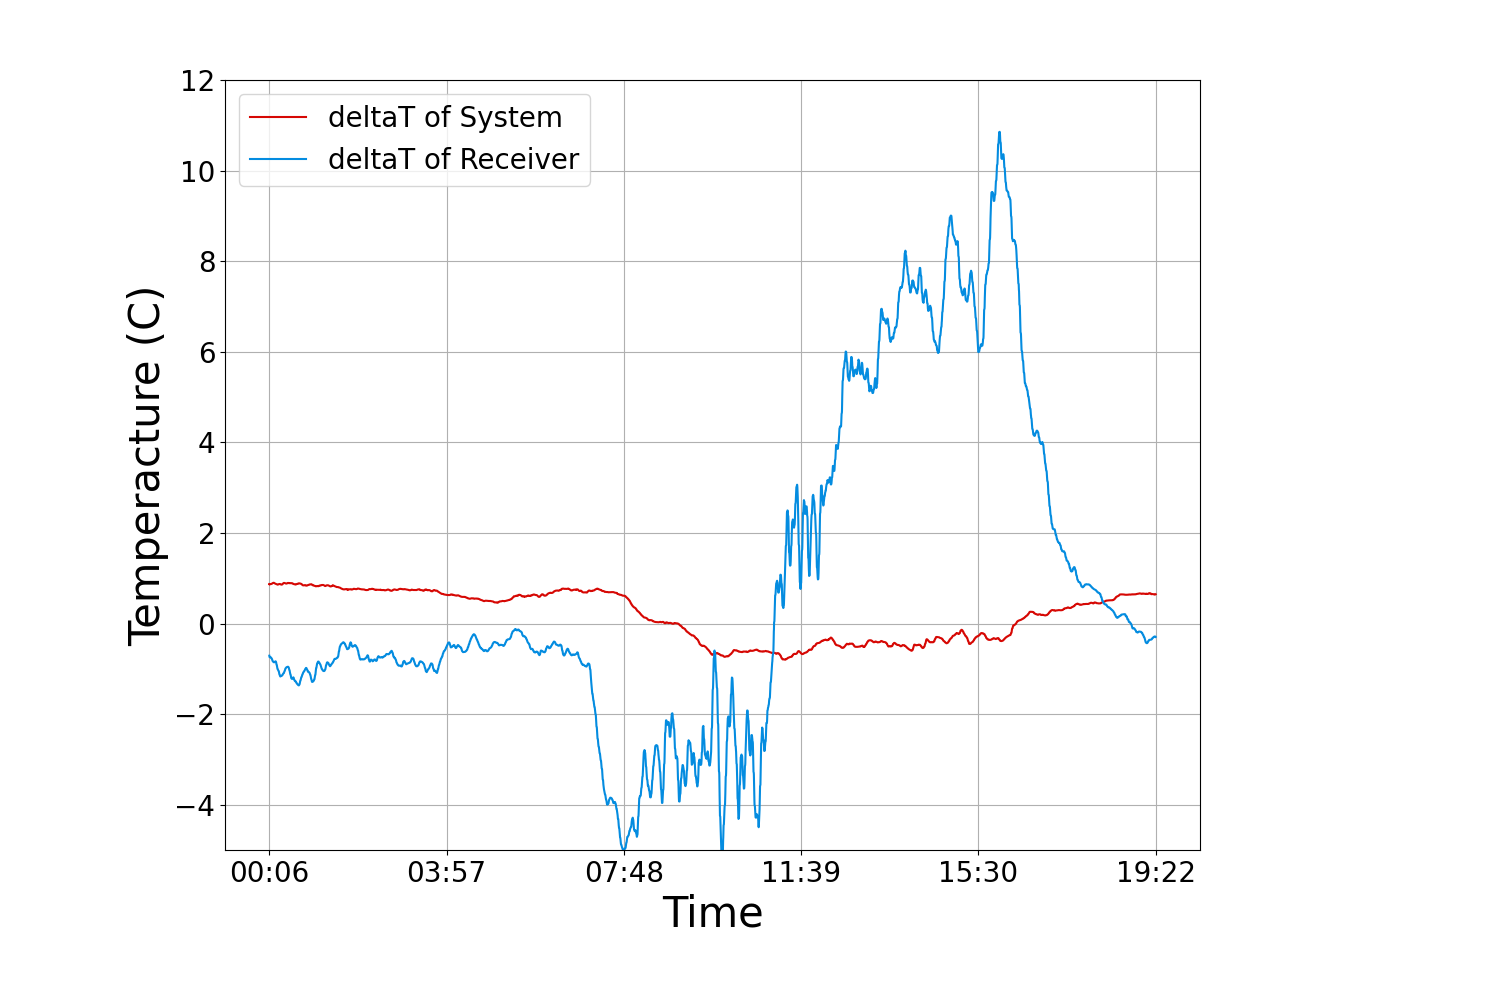 12
10
8
6
4
2
0
−2
−4
deltaT of System
deltaT of Receiver
Temperacture (C)
00:06 03:57 07:48 11:39 15:30 19:22
Time